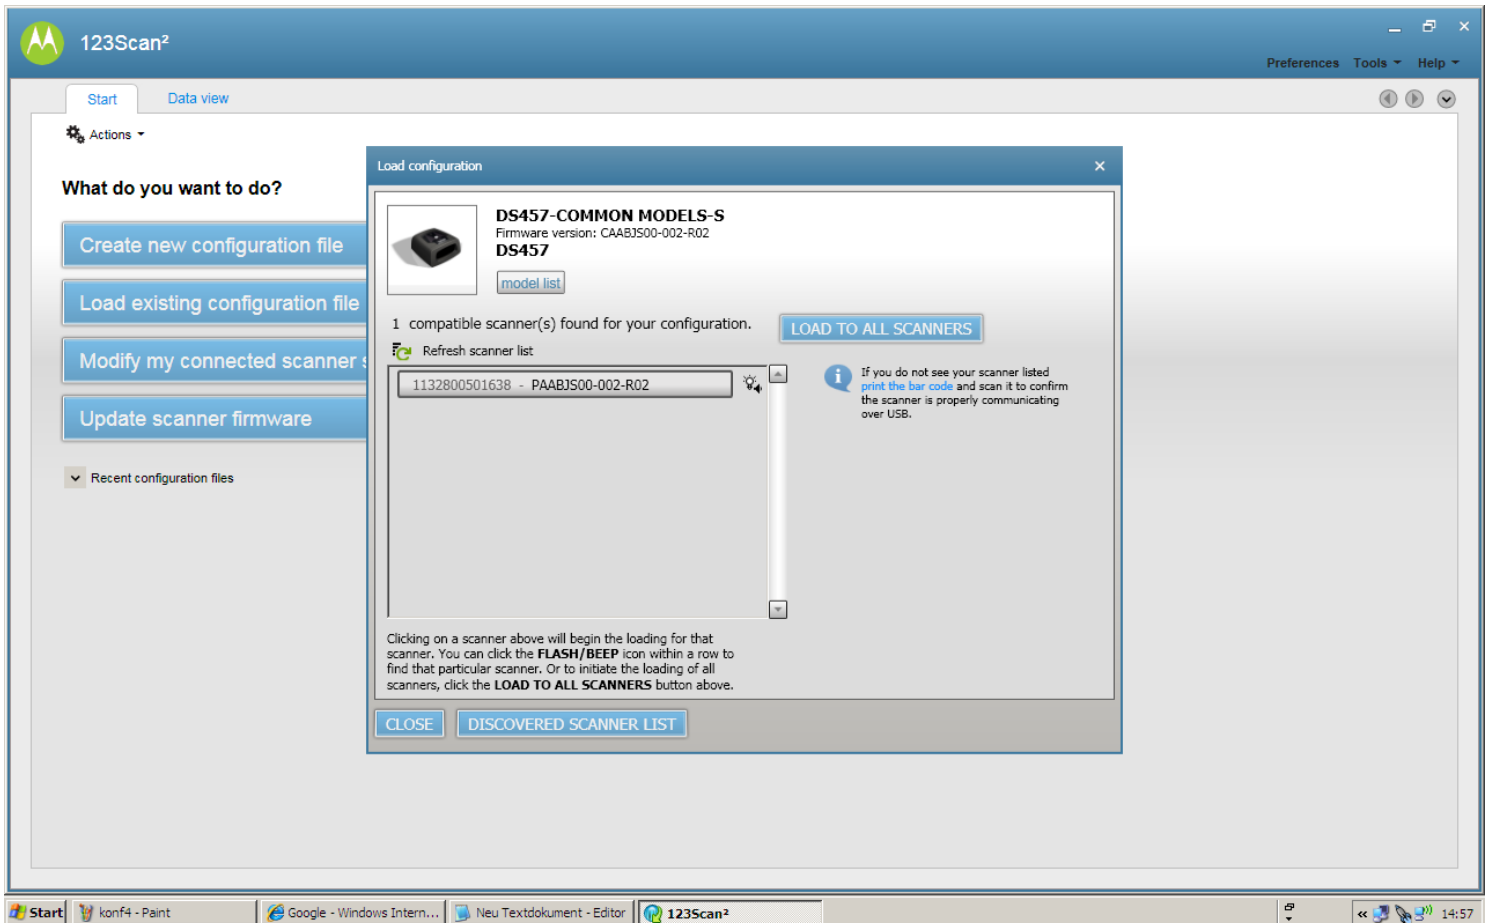 123Scan²
Preferences Tools Help
Start Data view
Actions
What do you want to do?
Create new configuration file
Load existing configuration file
Modify my connected scanner s
Update scanner firmware
Recent configuration files
Load configuration
DS457-COMMON MODELS-S
Firmware version: CAABJS00-002-R02
DS457
model list
1 compatible scanner(s) found for your configuration.
LOAD TO ALL SCANNERS
Refresh scanner list
1132800501638 - PAABJS00-002-R02
If you do not see your scanner listed
print the bar code and scan it to confirm
the scanner is properly communicating
over USB.
Clicking on a scanner above will begin the loading for that
scanner. You can click the FLASH/BEEP icon within a row to
find that particular scanner. Or to initiate the loading of all
scanners, click the LOAD TO ALL SCANNERS button above.
CLOSE DISCOVERED SCANNER LIST
Start konf4 - Paint Google - Windows Intern... Neu Textdokument - Editor 123Scan² 14:57